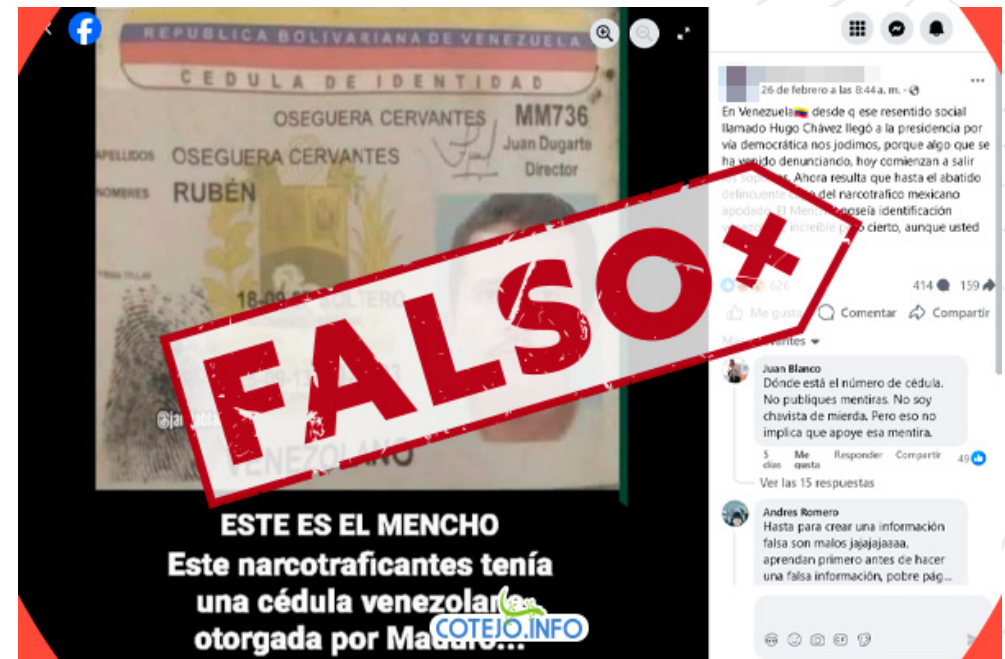 REPUBLICA BOLIVARIANA DE VENEZUELA
CEDULA DE IDENTIDAD
OSEGUERA CERVANTES MM736
Juan Dugarte
Director
APELLIDOS OSEGUERA CERVANTES
NOMBRES RUBÉN
18-09- SOLTERO
VENEZOLANO
FALSO
ESTE ES EL MENCHO
Este narcotraficantes tenía
una cédula venezolana
otorgada por Maduro...
COTEJO.INFO
26 de febrero a las 8:44 a. m. ·
En Venezuela desde q ese resentido social
llamado Hugo Chávez llegó a la presidencia por
vía democrática nos jodimos, porque algo que se
ha venido denunciando, hoy comienzan a salir
Ahora resulta que hasta el abatido
delincuente del narcotrafico mexicano
apodado El Mencho poseía identificación
increíble cierto, aunque usted
626 414 159
Me gusta Comentar Compartir
Juan Blanco
Dónde está el número de cédula.
No publiques mentiras. No soy
chavista de mierda. Pero eso no
implica que apoye esa mentira.
5 días Me gusta Responder Compartir 49
Ver las 15 respuestas
Andres Romero
Hasta para crear una información
falsa son malos jajajajaaaa,
aprendan primero antes de hacer
una falsa información, pobre pág...